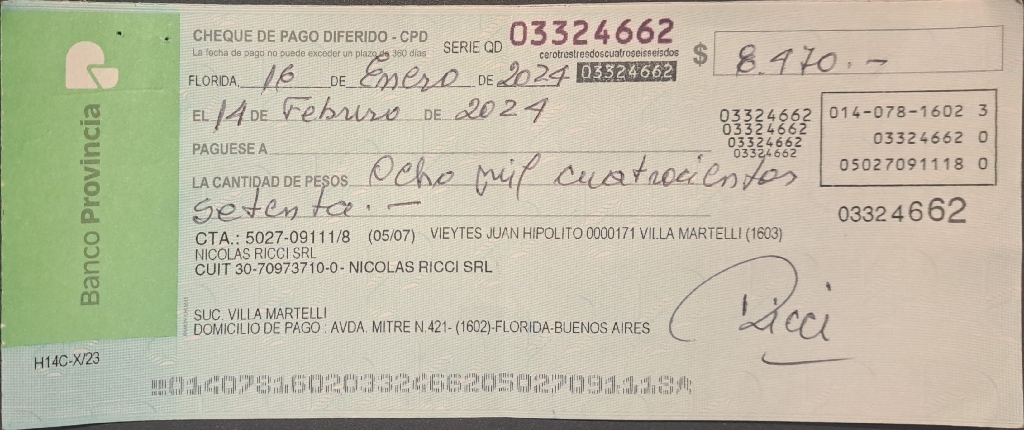 Banco Provincia
CHEQUE DE PAGO DIFERIDO - CPD
La fecha de pago no puede exceder un plazo de 360 días
SERIE QD 03324662
cerotrestresdoscuatroseisseisdos
03324662
$ 8.470.-
FLORIDA, 16 DE Enero DE 2024
EL 14 DE Febrero DE 2024
PAGUESE A
03324662
03324662
03324662
03324662
014-078-1602 3
03324662 0
05027091118 0
LA CANTIDAD DE PESOS Ocho mil cuatrocientos
setenta.-
03324662
CTA.: 5027-09111/8 (05/07) VIEYTES JUAN HIPOLITO 0000171 VILLA MARTELLI (1603)
NICOLAS RICCI SRL
CUIT 30-70973710-0- NICOLAS RICCI SRL
Ricci
SUC. VILLA MARTELLI
DOMICILIO DE PAGO : AVDA. MITRE N.421- (1602)-FLORIDA-BUENOS AIRES
H14C-X/23
01407816020332466205027091118